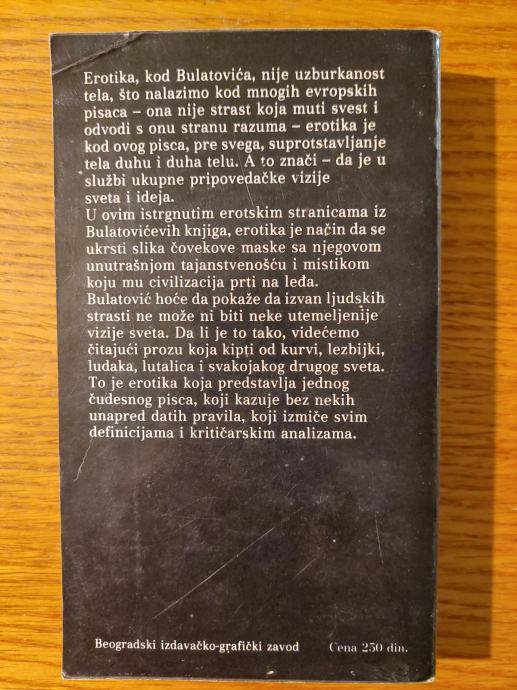 Erotika, kod Bulatovića, nije uzburkanost
tela, što nalazimo kod mnogih evropskih
pisaca – ona nije strast koja muti svest i
odvodi s onu stranu razuma – erotika je
kod ovog pisca, pre svega, suprotstavljanje
tela duhu i duha telu. A to znači – da je u
službi ukupne pripovedačke vizije
sveta i ideja.
U ovim istrgnutim erotskim stranicama iz
Bulatovićevih knjiga, erotika je način da se
ukrsti slika čovekove maske sa njegovom
unutrašnjom tajanstvenošću i mistikom
koju mu civilizacija prti na leđa.
Bulatović hoće da pokaže da izvan ljudskih
strasti ne može ni biti neke utemeljenije
vizije sveta. Da li je to tako, videćemo
čitajući prozu koja kipti od kurvi, lezbijki,
ludaka, lutalica i svakojakog drugog sveta.
To je erotika koja predstavlja jednog
čudesnog pisca, koji kazuje bez nekih
unapred datih pravila, koji izmiče svim
definicijama i kritičarskim analizama.
Beogradski izdavačko-grafički zavod
Cena 250 din.